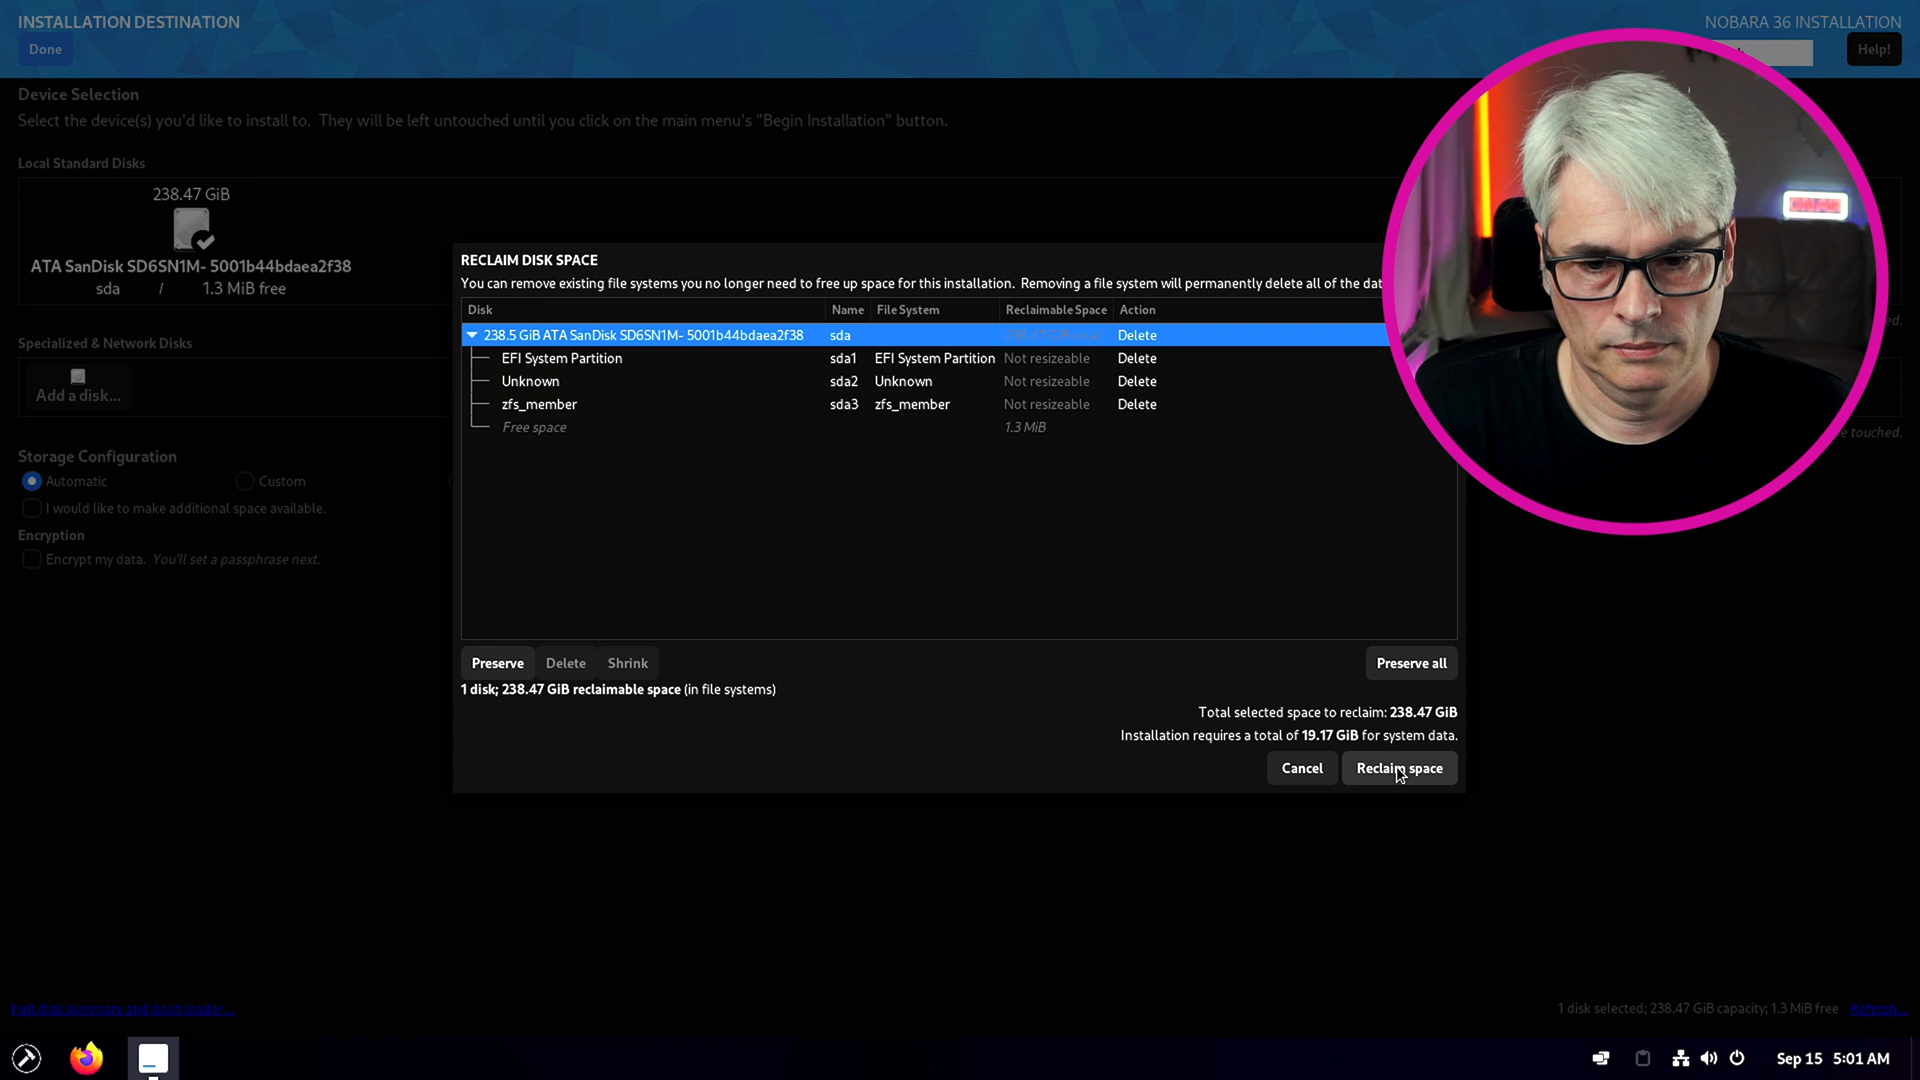 INSTALLATION DESTINATION
NOBARA 36 INSTALLATION
Done
Help!
Device Selection
Select the device(s) you'd like to install to. They will be left untouched until you click on the main menu's "Begin Installation" button.
Local Standard Disks
238.47 GiB
ATA SanDisk SD6SN1M- 5001b44bdaea2f38
sda / 1.3 MiB free
RECLAIM DISK SPACE
You can remove existing file systems you no longer need to free up space for this installation. Removing a file system will permanently delete all of the
Disk Name File System Reclaimable Space Action
238.5 GiB ATA SanDisk SD6SN1M- 5001b44bdaea2f38 sda Delete
EFI System Partition sda1 EFI System Partition Not resizeable Delete
Unknown sda2 Unknown Not resizeable Delete
zfs_member sda3 zfs_member Not resizeable Delete
Free space 1.3 MiB
Specialized & Network Disks
Add a disk...
touched.
Storage Configuration
Automatic Custom
I would like to make additional space available.
Encryption
Encrypt my data. You'll set a passphrase next.
Preserve Delete Shrink Preserve all
1 disk; 238.47 GiB reclaimable space (in file systems)
Total selected space to reclaim: 238.47 GiB
Installation requires a total of 19.17 GiB for system data.
Cancel Reclaim space
Full disk summary and boot loader...
1 disk selected; 238.47 GiB capacity; 1.3 MiB free Refresh...
Sep 15 5:01 AM